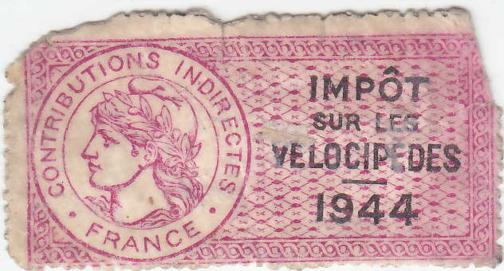 CONTRIBUTIONS INDIRECTES
• FRANCE •
IMPÔT
SUR LES
VELOCIPEDES
1944